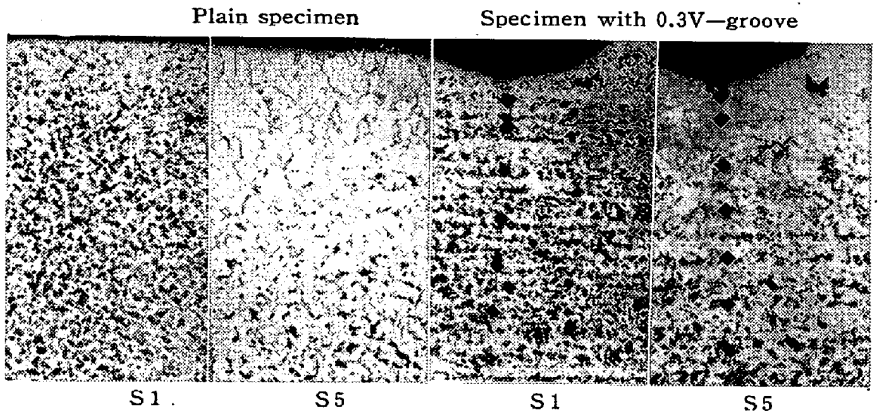 Plain specimen Specimen with 0.3V—groove
S1 . S5 S1 S5